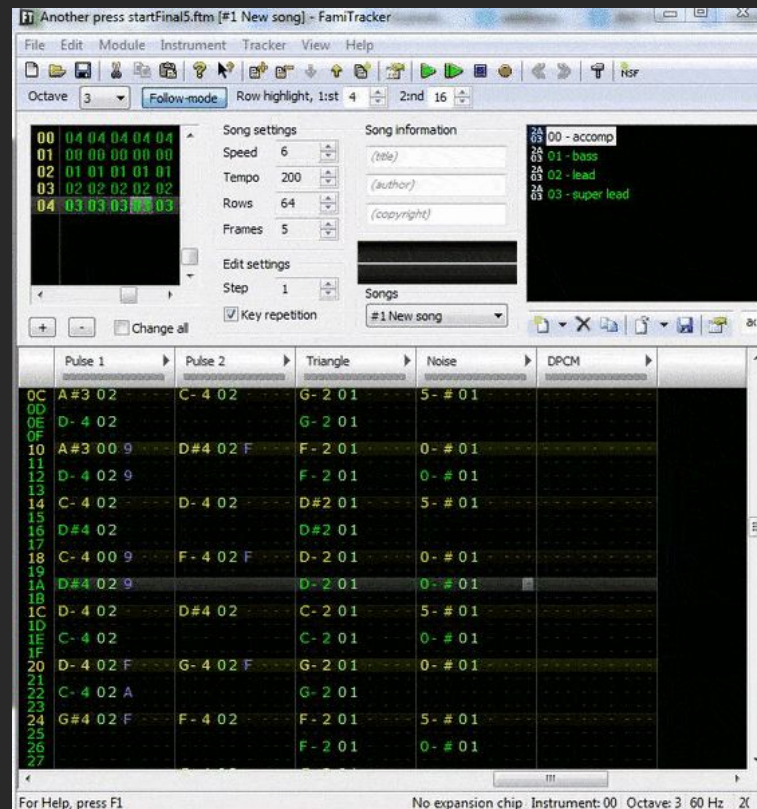 Another press startFinal5.ftm [#1 New song] - FamiTracker
File Edit Module Instrument Tracker View Help
NSF
Octave 3 Follow-mode Row highlight, 1:st 4 2:nd 16
00 04 04 04 04 04
01 00 00 00 00 00
02 01 01 01 01 01
03 02 02 02 02 02
04 03 03 03 03 03
Song settings
Speed 6
Tempo 200
Rows 64
Frames 5
Edit settings
Step 1
Key repetition
+ - Change all
Song information
(title)
(author)
(copyright)
Songs
#1 New song
2A03 00 - accomp
2A03 01 - bass
2A03 02 - lead
2A03 03 - super lead
Pulse 1 Pulse 2 Triangle Noise DPCM
0C A#3 02 C-4 02 G-2 01 5-# 01
0D
0E D-4 02 G-2 01
0F
10 A#3 00 9 D#4 02 F F-2 01 0-# 01
11
12 D-4 02 9 F-2 01 0-# 01
13
14 C-4 02 D-4 02 D#2 01 5-# 01
15
16 D#4 02 D#2 01
17
18 C-4 00 9 F-4 02 F D-2 01 0-# 01
19
1A D#4 02 9 D-2 01 0-# 01
1B
1C D-4 02 D#4 02 C-2 01 5-# 01
1D
1E C-4 02 C-2 01 0-# 01
1F
20 D-4 02 F G-4 02 F G-2 01 0-# 01
21
22 C-4 02 A G-2 01
23
24 G#4 02 F F-4 02 F-2 01 5-# 01
25
26 F-2 01 0-# 01
27
For Help, press F1 No expansion chip Instrument: 00 Octave: 3 60 Hz